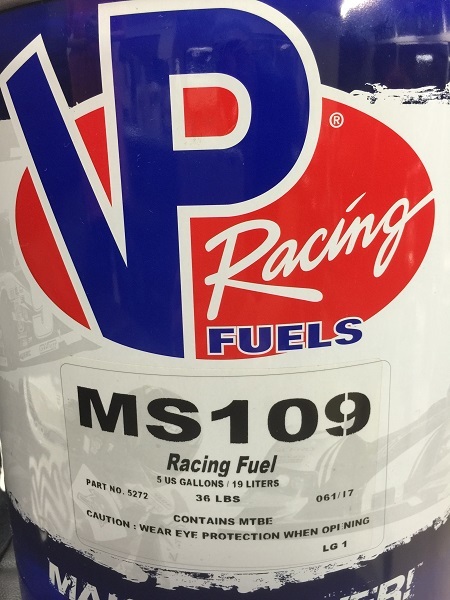 VP
®
Racing
FUELS
MS109
Racing Fuel
5 US GALLONS / 19 LITERS
PART NO. 5272 36 LBS 061/17
CONTAINS MTBE
CAUTION : WEAR EYE PROTECTION WHEN OPENING
LG 1